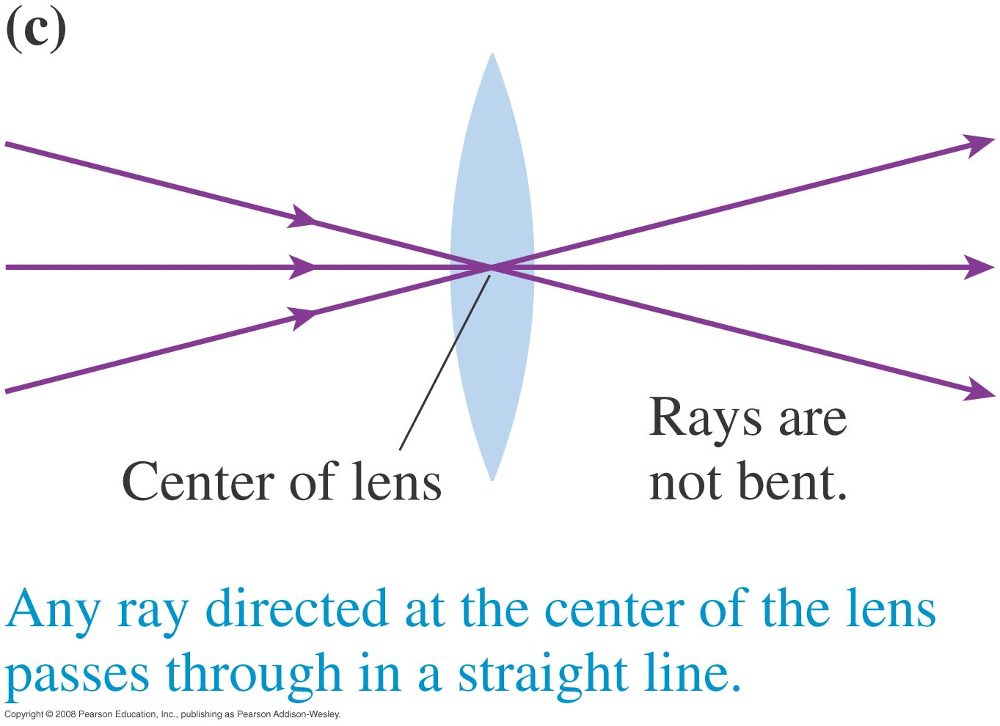 (c)
Center of lens
Rays are
not bent.
Any ray directed at the center of the lens
passes through in a straight line.
Copyright © 2008 Pearson Education, Inc., publishing as Pearson Addison-Wesley.